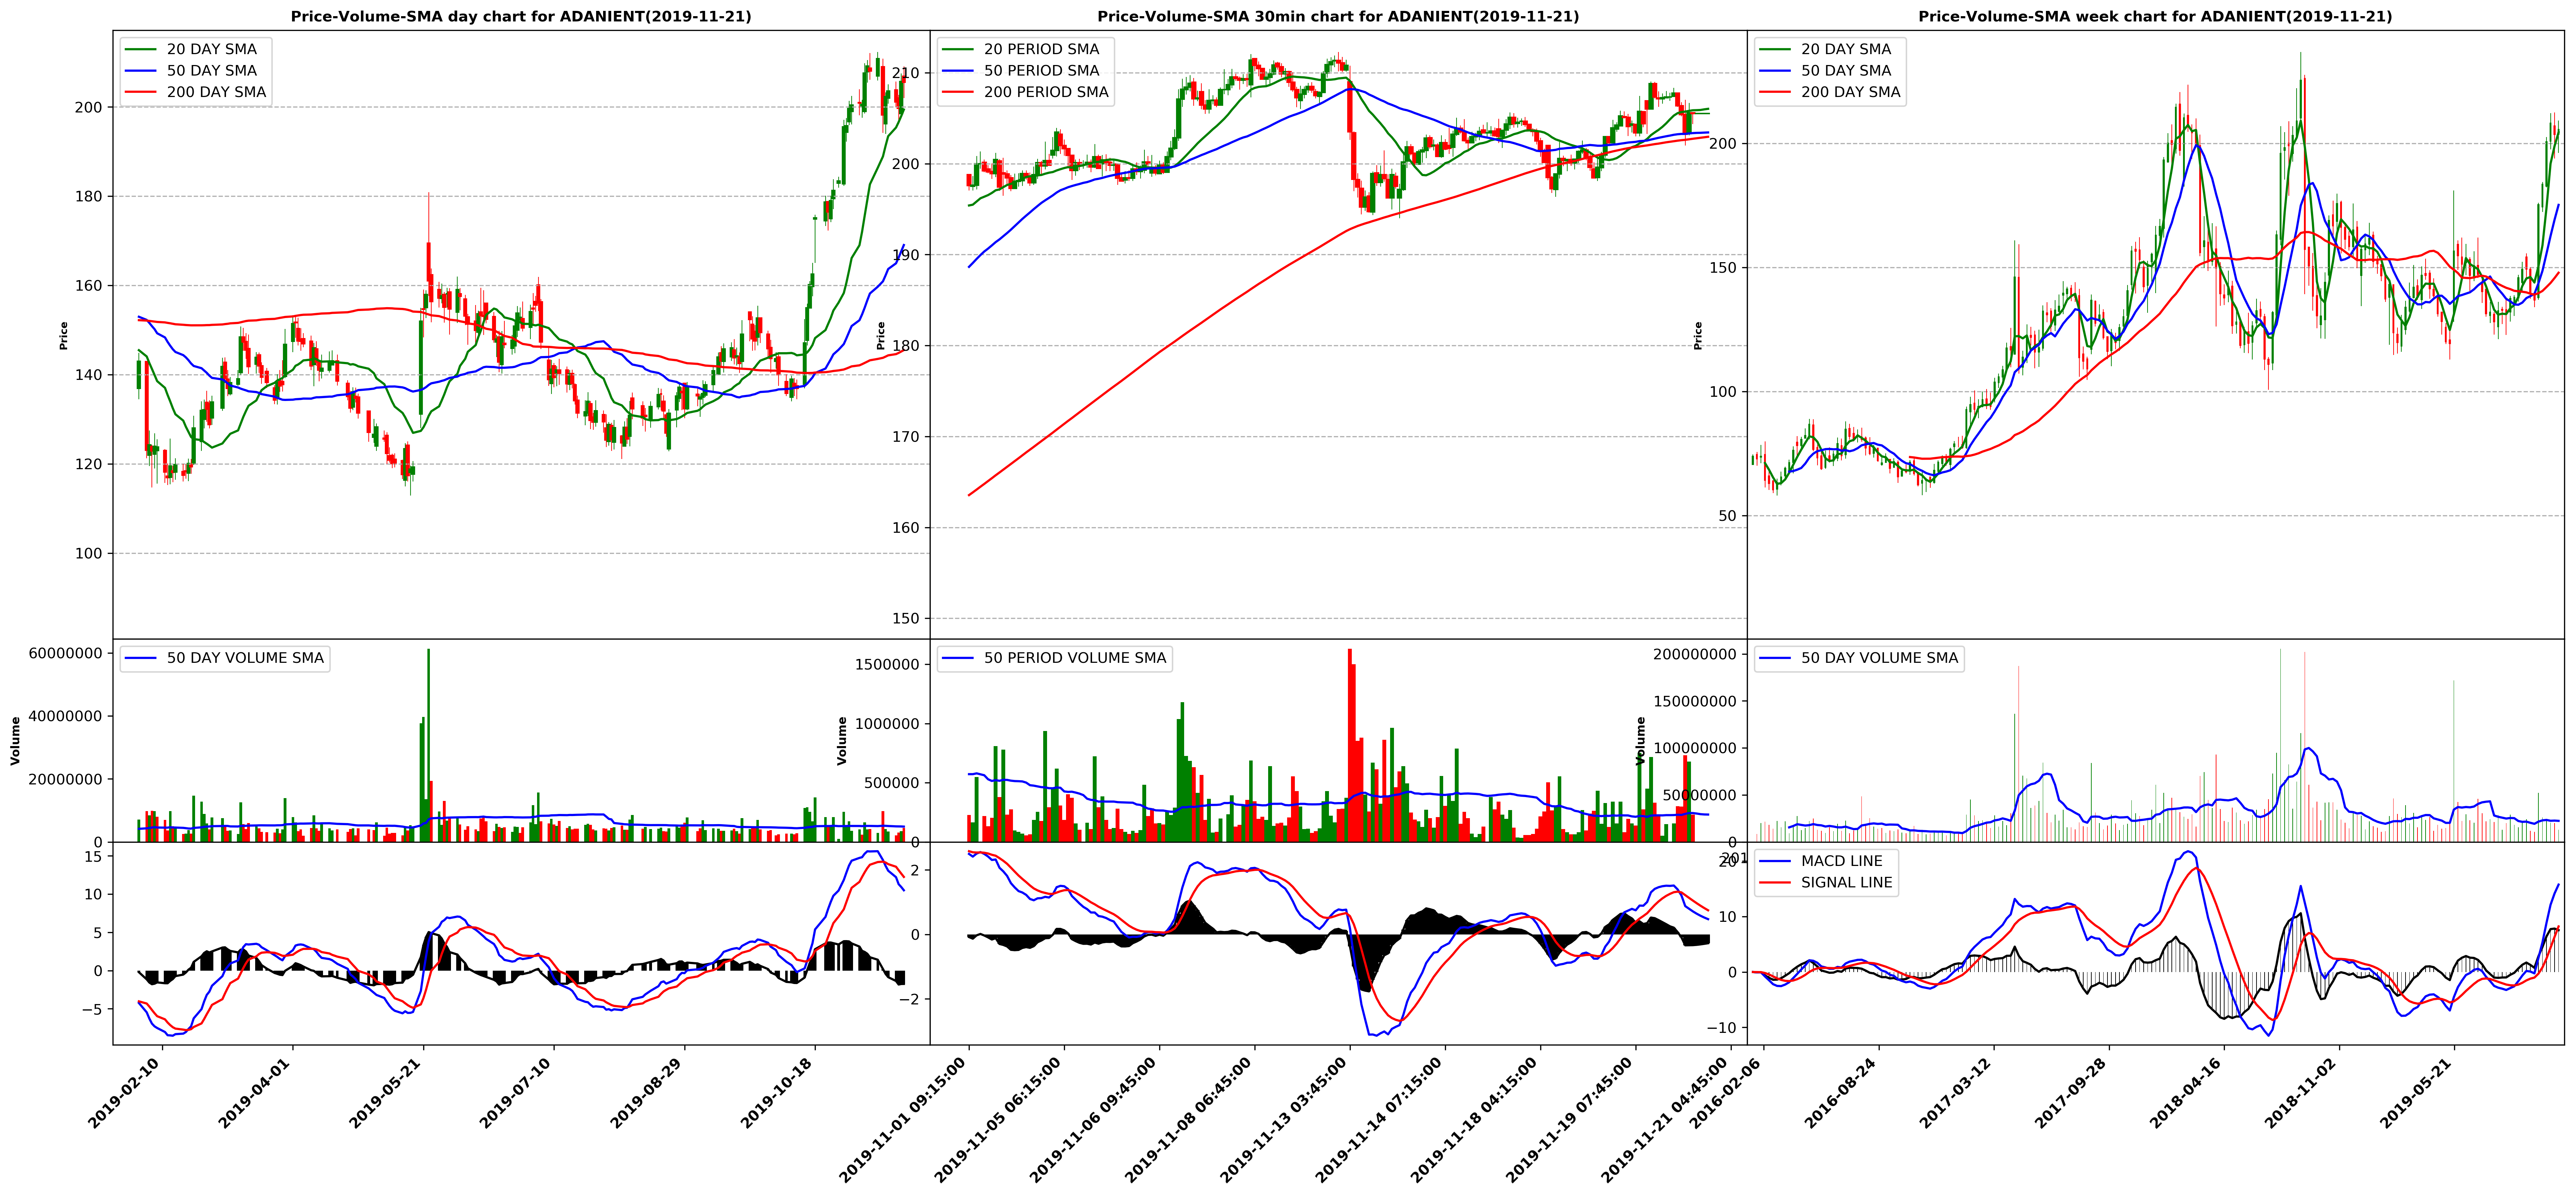 Price-Volume-SMA day chart for ADANIENT(2019-11-21)
20 DAY SMA
50 DAY SMA
200 DAY SMA
200
180
160
140
120
100
Price
50 DAY VOLUME SMA
60000000
40000000
20000000
0
Volume
15
10
5
0
−5
2019-02-10
2019-04-01
2019-05-21
2019-07-10
2019-08-29
2019-10-18
Price-Volume-SMA 30min chart for ADANIENT(2019-11-21)
20 PERIOD SMA
50 PERIOD SMA
200 PERIOD SMA
210
200
190
180
170
160
150
Price
50 PERIOD VOLUME SMA
1500000
1000000
500000
0
Volume
2
0
−2
2019-11-01 09:15:00
2019-11-05 06:15:00
2019-11-06 09:45:00
2019-11-08 06:45:00
2019-11-13 03:45:00
2019-11-14 07:15:00
2019-11-18 04:15:00
2019-11-19 07:45:00
2019-11-21 04:45:00
Price-Volume-SMA week chart for ADANIENT(2019-11-21)
20 DAY SMA
50 DAY SMA
200 DAY SMA
200
150
100
50
Price
50 DAY VOLUME SMA
200000000
150000000
100000000
50000000
0
Volume
MACD LINE
SIGNAL LINE
20
10
0
−10
2016-02-06
2016-08-24
2017-03-12
2017-09-28
2018-04-16
2018-11-02
2019-05-21